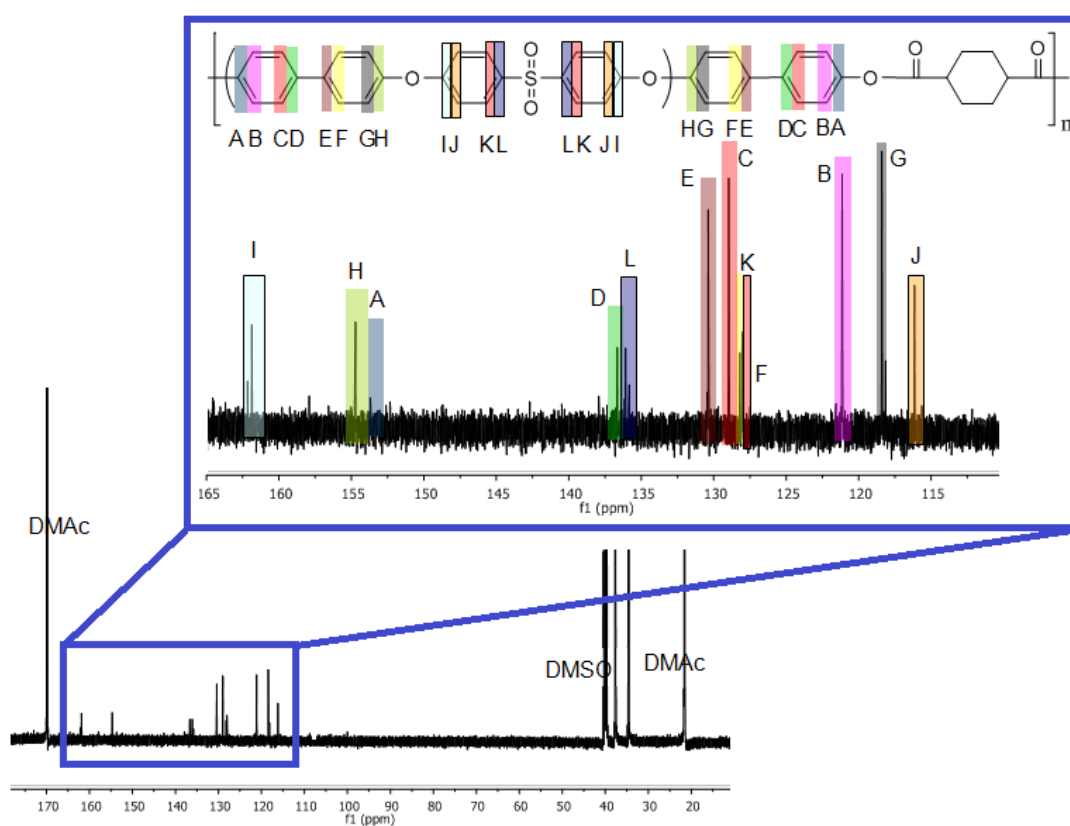 O O O O
O S O O
O
n
A B C D E F G H I J K L L K J I H G F E D C B A
C
G
E
B
I
L
K
J
H
A
D
F
165 160 155 150 145 140 135 130 125 120 115
f1 (ppm)
DMAc
DMSO DMAc
170 160 150 140 130 120 110 100 90 80 70 60 50 40 30 20
f1 (ppm)